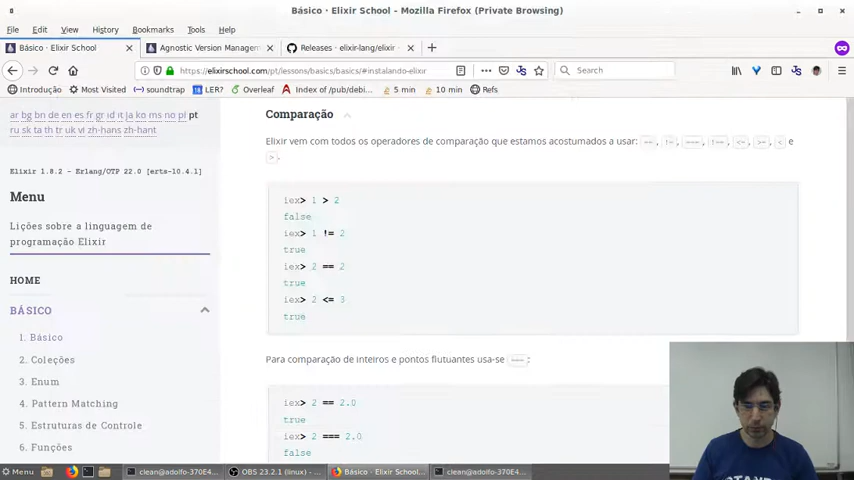 Básico · Elixir School - Mozilla Firefox (Private Browsing)
File Edit View History Bookmarks Tools Help
Básico · Elixir School
Agnostic Version Managem
Releases · elixir-lang/elixir
https://elixirschool.com/pt/lessons/basics/basics/#instalando-elixir
Search
Introdução Most Visited soundtrap LER? Overleaf Index of /pub/debi... 5 min 10 min Refs
ar bg bn de en es fr gr id it ja ko ms no pl pt
ru sk ta th tr uk vi zh-hans zh-hant
Elixir 1.8.2 - Erlang/OTP 22.0 [erts-10.4.1]
Menu
Lições sobre a linguagem de
programação Elixir
HOME
BÁSICO
1. Básico
2. Coleções
3. Enum
4. Pattern Matching
5. Estruturas de Controle
6. Funções
Comparação
Elixir vem com todos os operadores de comparação que estamos acostumados a usar: ==, !=, ===, !==, <=, >=, < e
>.
iex> 1 > 2
false
iex> 1 != 2
true
iex> 2 == 2
true
iex> 2 <= 3
true
Para comparação de inteiros e pontos flutuantes usa-se ===:
iex> 2 == 2.0
true
iex> 2 === 2.0
false
Menu
clean@adolfo-370E4...
OBS 23.2.1 (linux) - ...
Básico · Elixir School...
clean@adolfo-370E4...